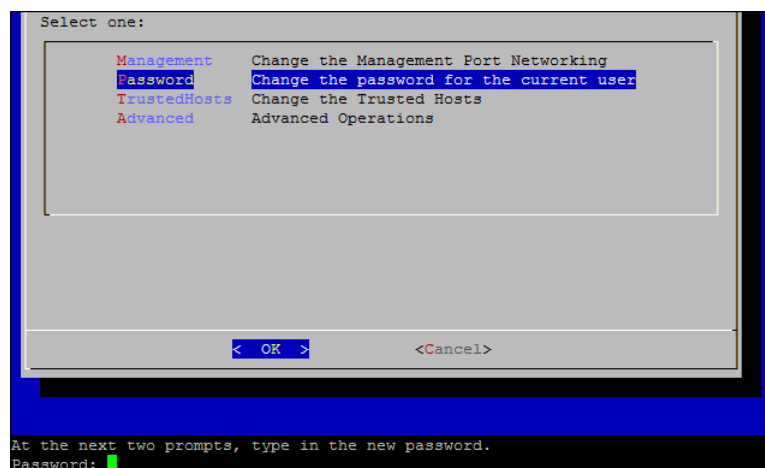 Select one:
Management Change the Management Port Networking
Password Change the password for the current user
TrustedHosts Change the Trusted Hosts
Advanced Advanced Operations
< OK > <Cancel>
At the next two prompts, type in the new password.
Password: